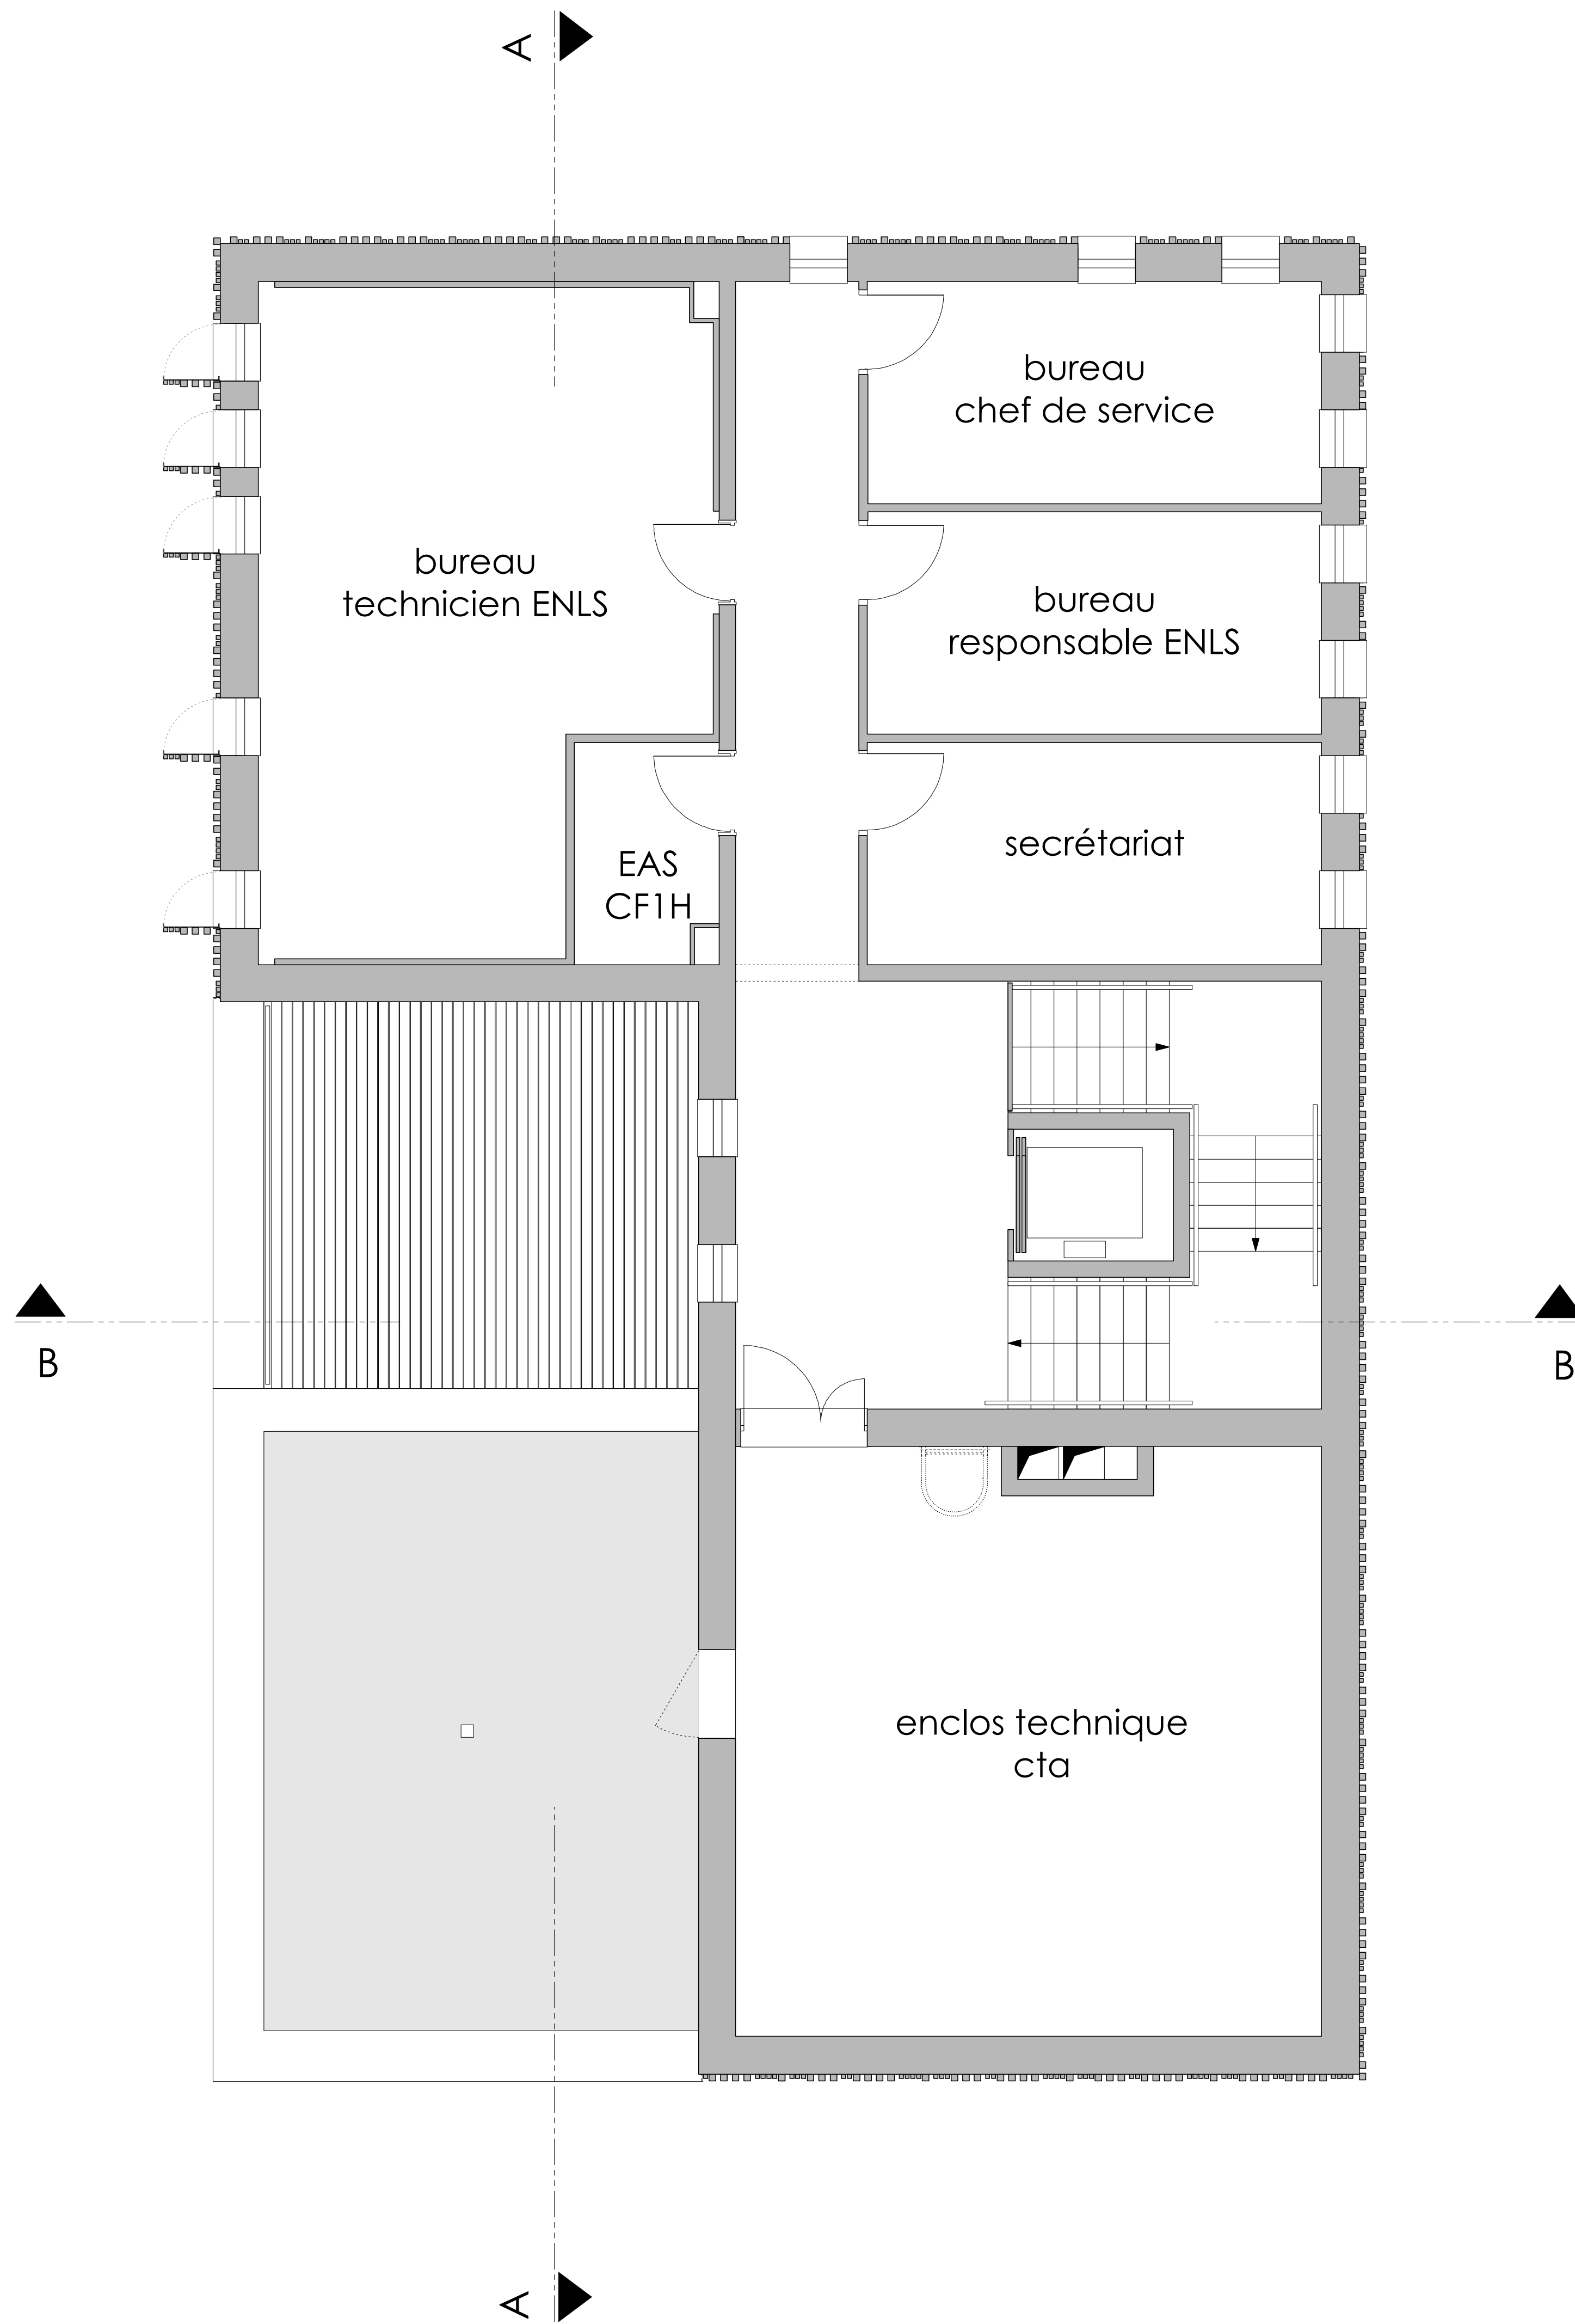 A
bureau
chef de service
bureau
technicien ENLS
bureau
responsable ENLS
secrétariat
EAS
CF1H
B
B
enclos technique
cta
A